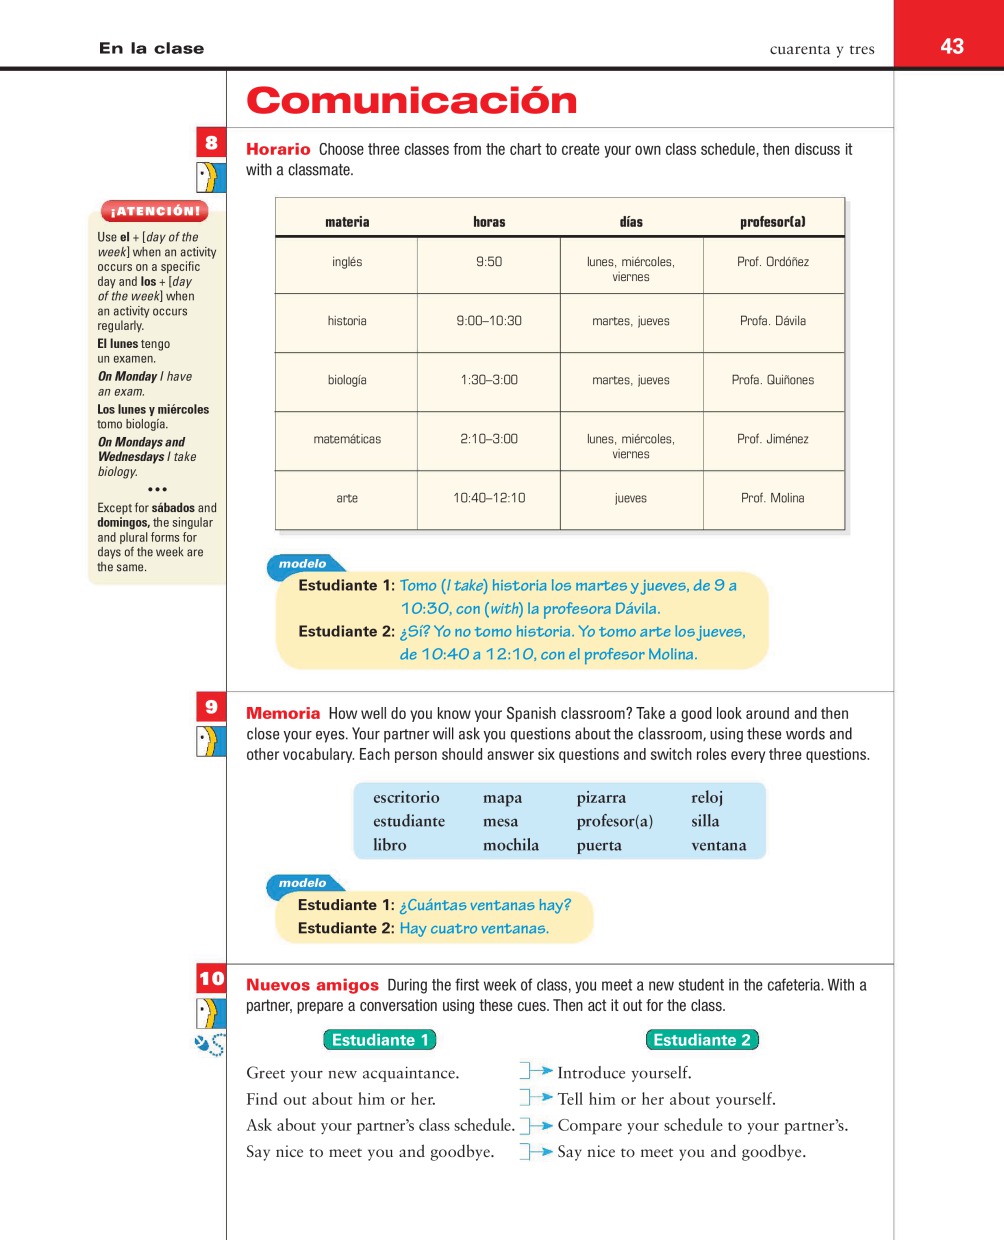 En la clase
cuarenta y tres
43
Comunicación
8
Horario Choose three classes from the chart to create your own class schedule, then discuss it
with a classmate.
¡ATENCIÓN!
Use el + [day of the
week] when an activity
occurs on a specific
day and los + [day
of the week] when
an activity occurs
regularly.
El lunes tengo
un examen.
On Monday I have
an exam.
Los lunes y miércoles
tomo biología.
On Mondays and
Wednesdays I take
biology.
•••
Except for sábados and
domingos, the singular
and plural forms for
days of the week are
the same.
materia horas días profesor(a)
inglés 9:50 lunes, miércoles, Prof. Ordóñez
viernes
historia 9:00–10:30 martes, jueves Profa. Dávila
biología 1:30–3:00 martes, jueves Profa. Quiñones
matemáticas 2:10–3:00 lunes, miércoles, Prof. Jiménez
viernes
arte 10:40–12:10 jueves Prof. Molina
modelo
Estudiante 1: Tomo (I take) historia los martes y jueves, de 9 a
10:30, con (with) la profesora Dávila.
Estudiante 2: ¿Sí? Yo no tomo historia. Yo tomo arte los jueves,
de 10:40 a 12:10, con el profesor Molina.
9
Memoria How well do you know your Spanish classroom? Take a good look around and then
close your eyes. Your partner will ask you questions about the classroom, using these words and
other vocabulary. Each person should answer six questions and switch roles every three questions.
escritorio mapa pizarra reloj
estudiante mesa profesor(a) silla
libro mochila puerta ventana
modelo
Estudiante 1: ¿Cuántas ventanas hay?
Estudiante 2: Hay cuatro ventanas.
10
Nuevos amigos During the first week of class, you meet a new student in the cafeteria. With a
partner, prepare a conversation using these cues. Then act it out for the class.
Estudiante 1 Estudiante 2
Greet your new acquaintance. Introduce yourself.
Find out about him or her. Tell him or her about yourself.
Ask about your partner's class schedule. Compare your schedule to your partner's.
Say nice to meet you and goodbye. Say nice to meet you and goodbye.